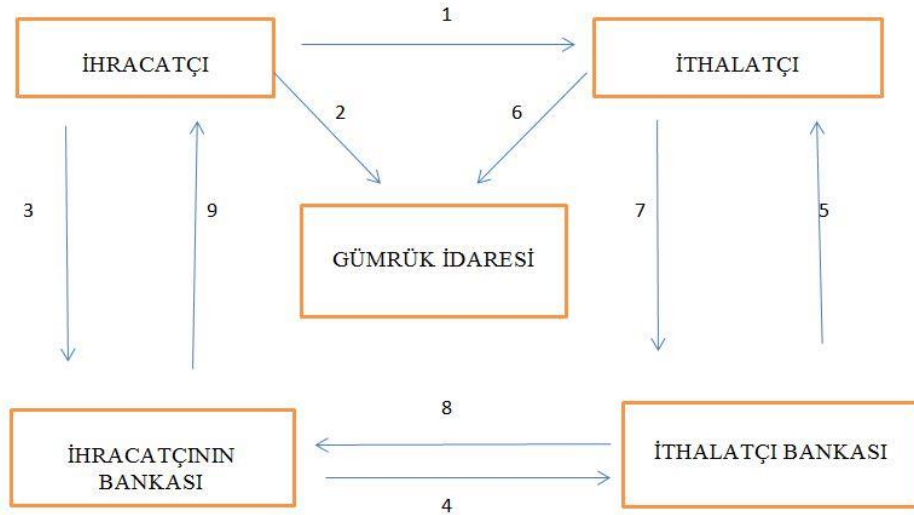 1
İHRACATÇI
İTHALATÇI
2
6
3
9
7
5
GÜMRÜK İDARESİ
8
İHRACATÇININ
BANKASI
İTHALATÇI BANKASI
4